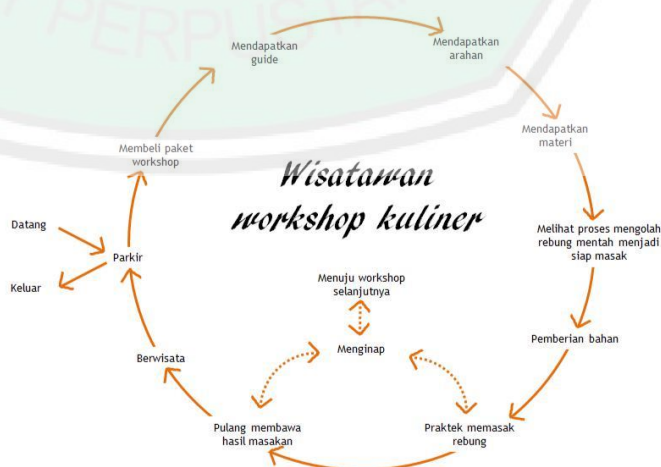 PERPUST
Mendapatkan
guide
Mendapatkan
arahan
Mendapatkan
materi
Membeli paket
workshop
Wisatawan
workshop kuliner
Datang
Parkir
Keluar
Melihat proses mengolah
rebung mentah menjadi
siap masak
Menuju workshop
selanjutnya
Menginap
Pemberian bahan
Berwisata
Pulang membawa
hasil masakan
Praktek memasak
rebung